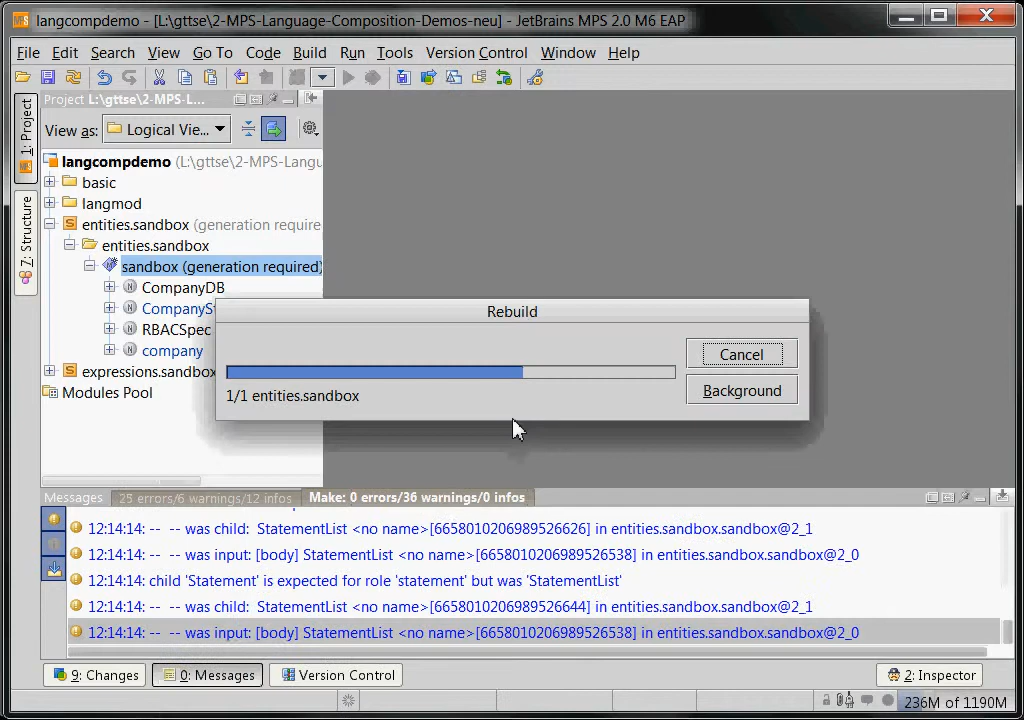 langcompdemo - [L:\gttse\2-MPS-Language-Composition-Demos-neu] - JetBrains MPS 2.0 M6 EAP
File Edit Search View Go To Code Build Run Tools Version Control Window Help
Project L:\gttse\2-MPS-L...
1: Project
View as: Logical Vie...
langcompdemo (L:\gttse\2-MPS-Langu
basic
langmod
Z: Structure
entities.sandbox (generation require
entities.sandbox
sandbox (generation required)
CompanyDB
CompanySt
RBACSpec
company
expressions.sandbox
Modules Pool
Rebuild
Cancel
1/1 entities.sandbox
Background
Messages 25 errors/6 warnings/12 infos Make: 0 errors/36 warnings/0 infos
12:14:14: -- -- was child: StatementList <no name>[6658010206989526626] in entities.sandbox.sandbox@2_1
12:14:14: -- -- was input: [body] StatementList <no name>[6658010206989526538] in entities.sandbox.sandbox@2_0
12:14:14: child 'Statement' is expected for role 'statement' but was 'StatementList'
12:14:14: -- -- was child: StatementList <no name>[6658010206989526644] in entities.sandbox.sandbox@2_1
12:14:14: -- -- was input: [body] StatementList <no name>[6658010206989526538] in entities.sandbox.sandbox@2_0
9: Changes 0: Messages Version Control 2: Inspector
236M of 1190M